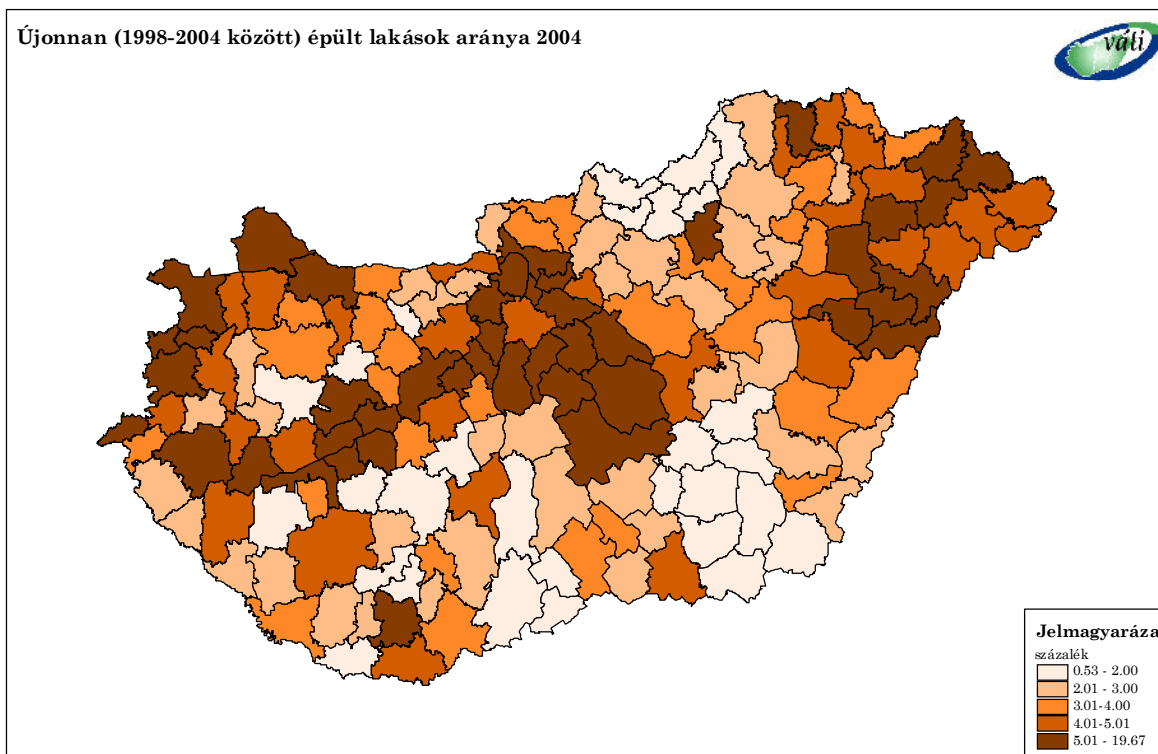 Újonnan (1998-2004 között) épült lakások aránya 2004
váti
Jelmagyaráza
százalék
0.53 - 2.00
2.01 - 3.00
3.01-4.00
4.01-5.01
5.01 - 19.67